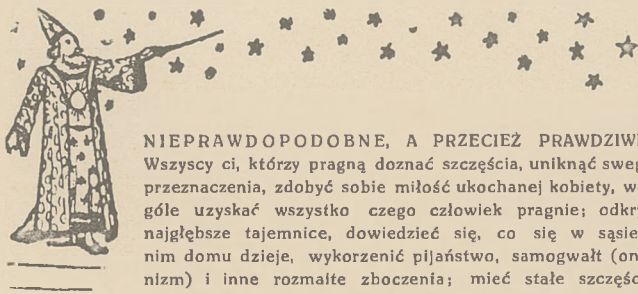 NIEPRAWDOPODOBNE, A PRZECIEŻ PRAWDZIW
Wszyscy ci, którzy pragną doznać szczęścia, uniknąć sweg
przeznaczenia, zdobyć sobie miłość ukochanej kobiety, w
góle uzyskać wszystko czego człowiek pragnie; odkr
najgłębsze tajemnice, dowiedzieć się, co się w sąsie
nim domu dzieje, wykorzenić pijaństwo, samogwałt (on
nizm) i inne rozmaite zboczenia; mieć stałe szczęśc